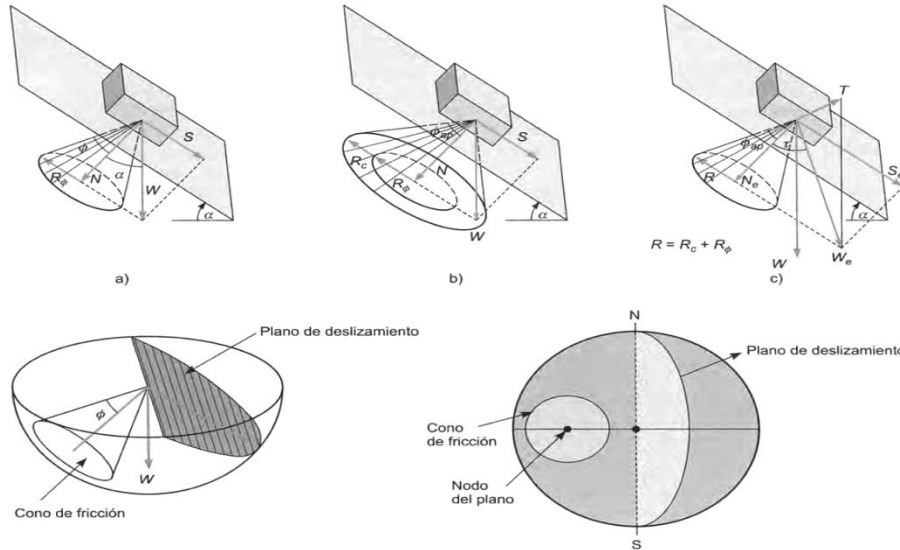 ϕ
α
S
N
W
R_ϕ
α
a)
ϕ_ap
S
N
R_c
R_ϕ
W
α
b)
T
ϕ_ap
R
N_e
S_e
α
R = R_c + R_ϕ
W
W_e
c)
Plano de deslizamiento
ϕ
W
Cono de fricción
N
Plano de deslizamiento
Cono
de fricción
Nodo
del plano
S